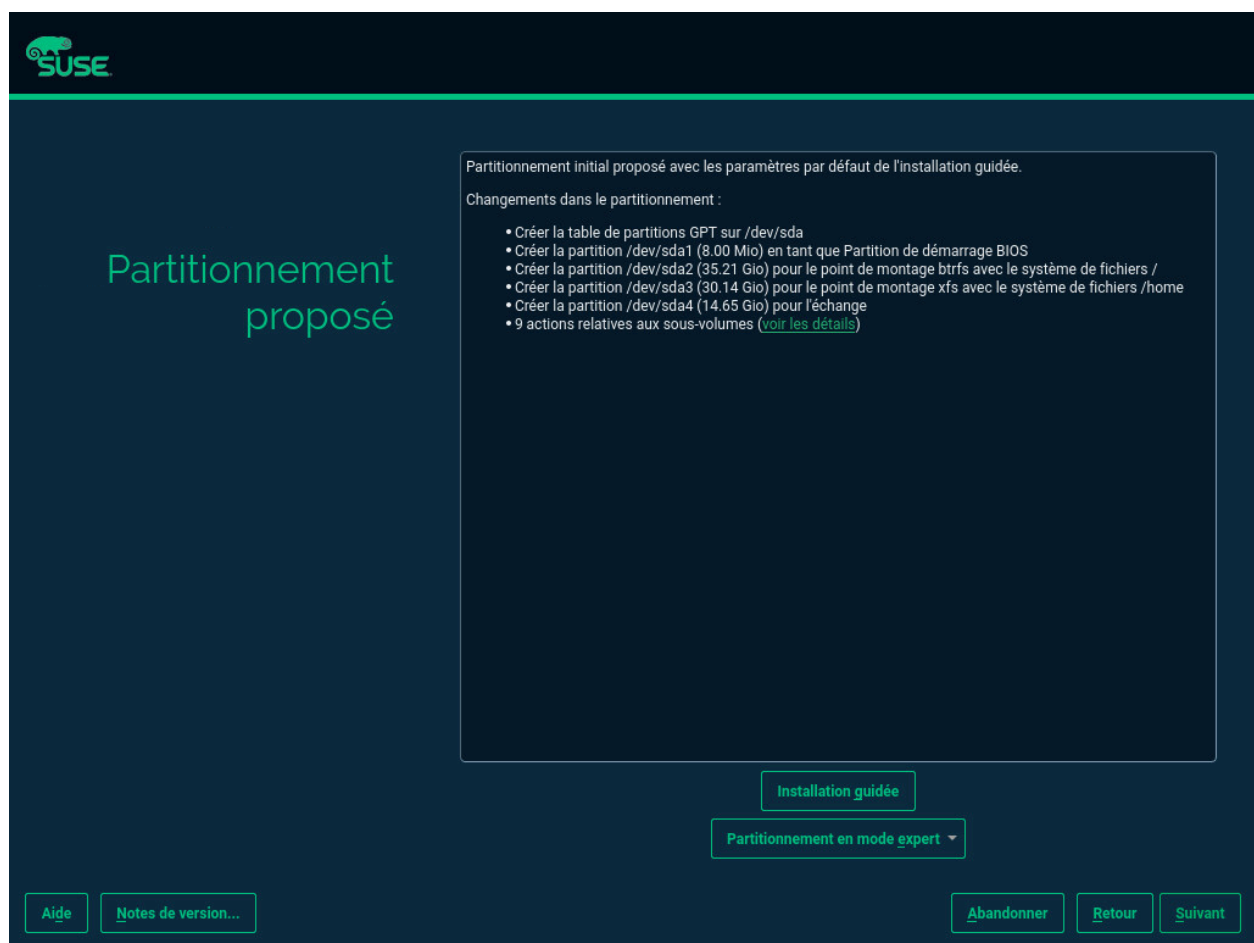 SUSE
Partitionnement
proposé
Partitionnement initial proposé avec les paramètres par défaut de l'installation guidée.
Changements dans le partitionnement :
• Créer la table de partitions GPT sur /dev/sda
• Créer la partition /dev/sda1 (8.00 Mio) en tant que Partition de démarrage BIOS
• Créer la partition /dev/sda2 (35.21 Gio) pour le point de montage btrfs avec le système de fichiers /
• Créer la partition /dev/sda3 (30.14 Gio) pour le point de montage xfs avec le système de fichiers /home
• Créer la partition /dev/sda4 (14.65 Gio) pour l'échange
• 9 actions relatives aux sous-volumes (voir les détails)
Installation guidée
Partitionnement en mode expert
Aide
Notes de version...
Abandonner
Retour
Suivant